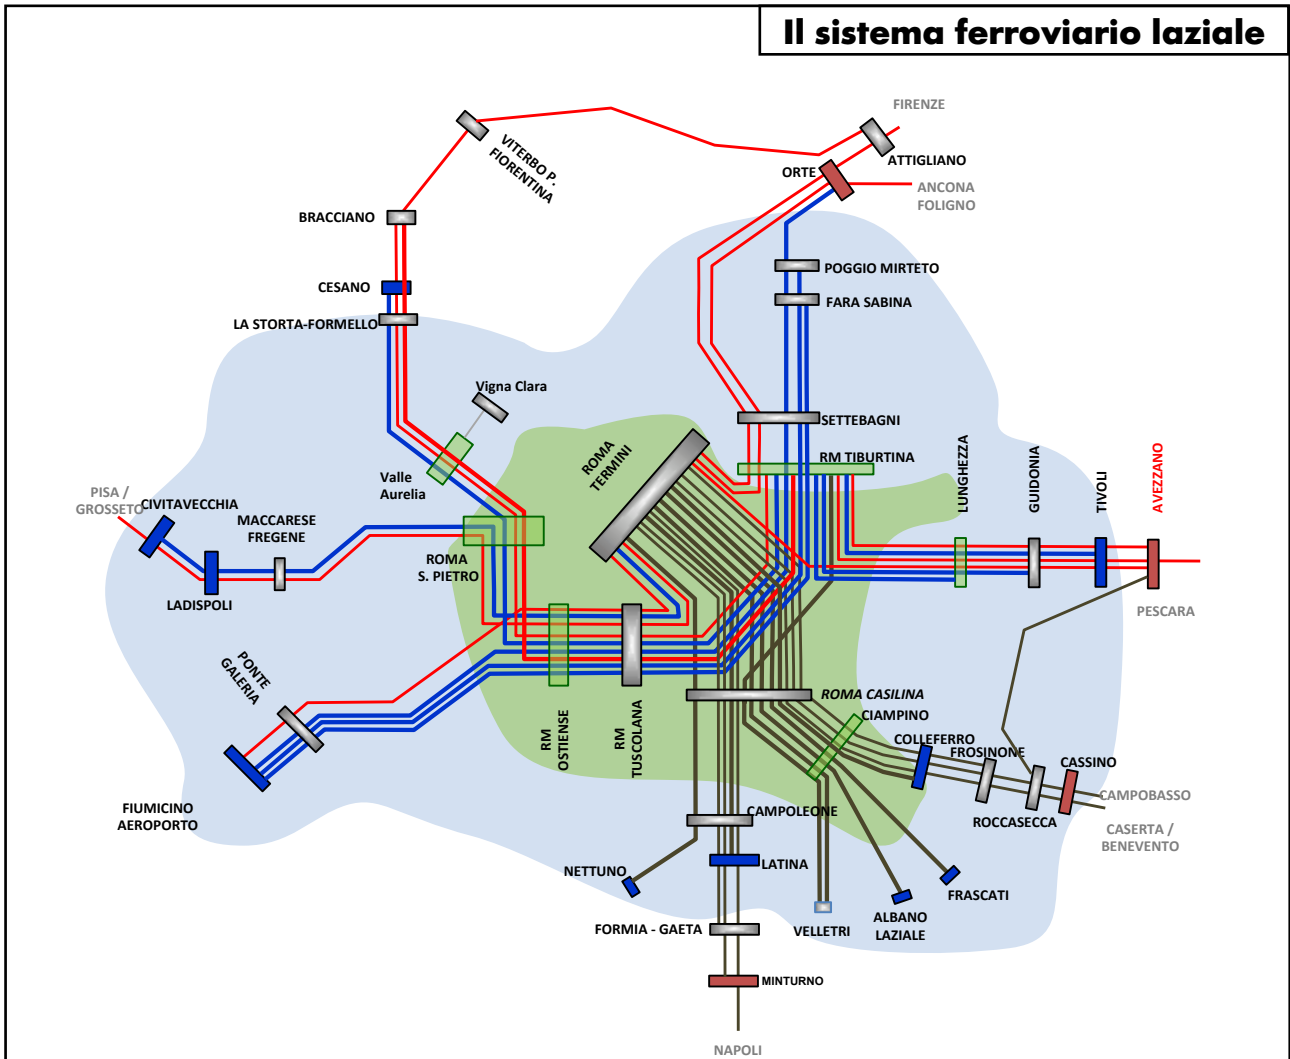 Il sistema ferroviario laziale
FIRENZE
ATTIGLIANO
VITERBO P.
FIORENTINA
ORTE
ANCONA
FOLIGNO
BRACCIANO
POGGIO MIRTETO
CESANO
FARA SABINA
LA STORTA-FORMELLO
Vigna Clara
SETTEBAGNI
ROMA
TERMINI
RM TIBURTINA
LUNGHEZZA
GUIDONIA
TIVOLI
AVEZZANO
Valle
Aurelia
PISA /
GROSSETO
CIVITAVECCHIA
MACCARESE
FREGENE
ROMA
S. PIETRO
LADISPOLI
PESCARA
PONTE
GALERIA
ROMA CASILINA
CIAMPINO
RM
OSTIENSE
RM
TUSCOLANA
COLLEFERRO
FROSINONE
CASSINO
CAMPOBASSO
FIUMICINO
AEROPORTO
CAMPOLEONE
ROCCASECCA
CASERTA /
BENEVENTO
NETTUNO
LATINA
FRASCATI
ALBANO
LAZIALE
FORMIA - GAETA
VELLETRI
MINTURNO
NAPOLI